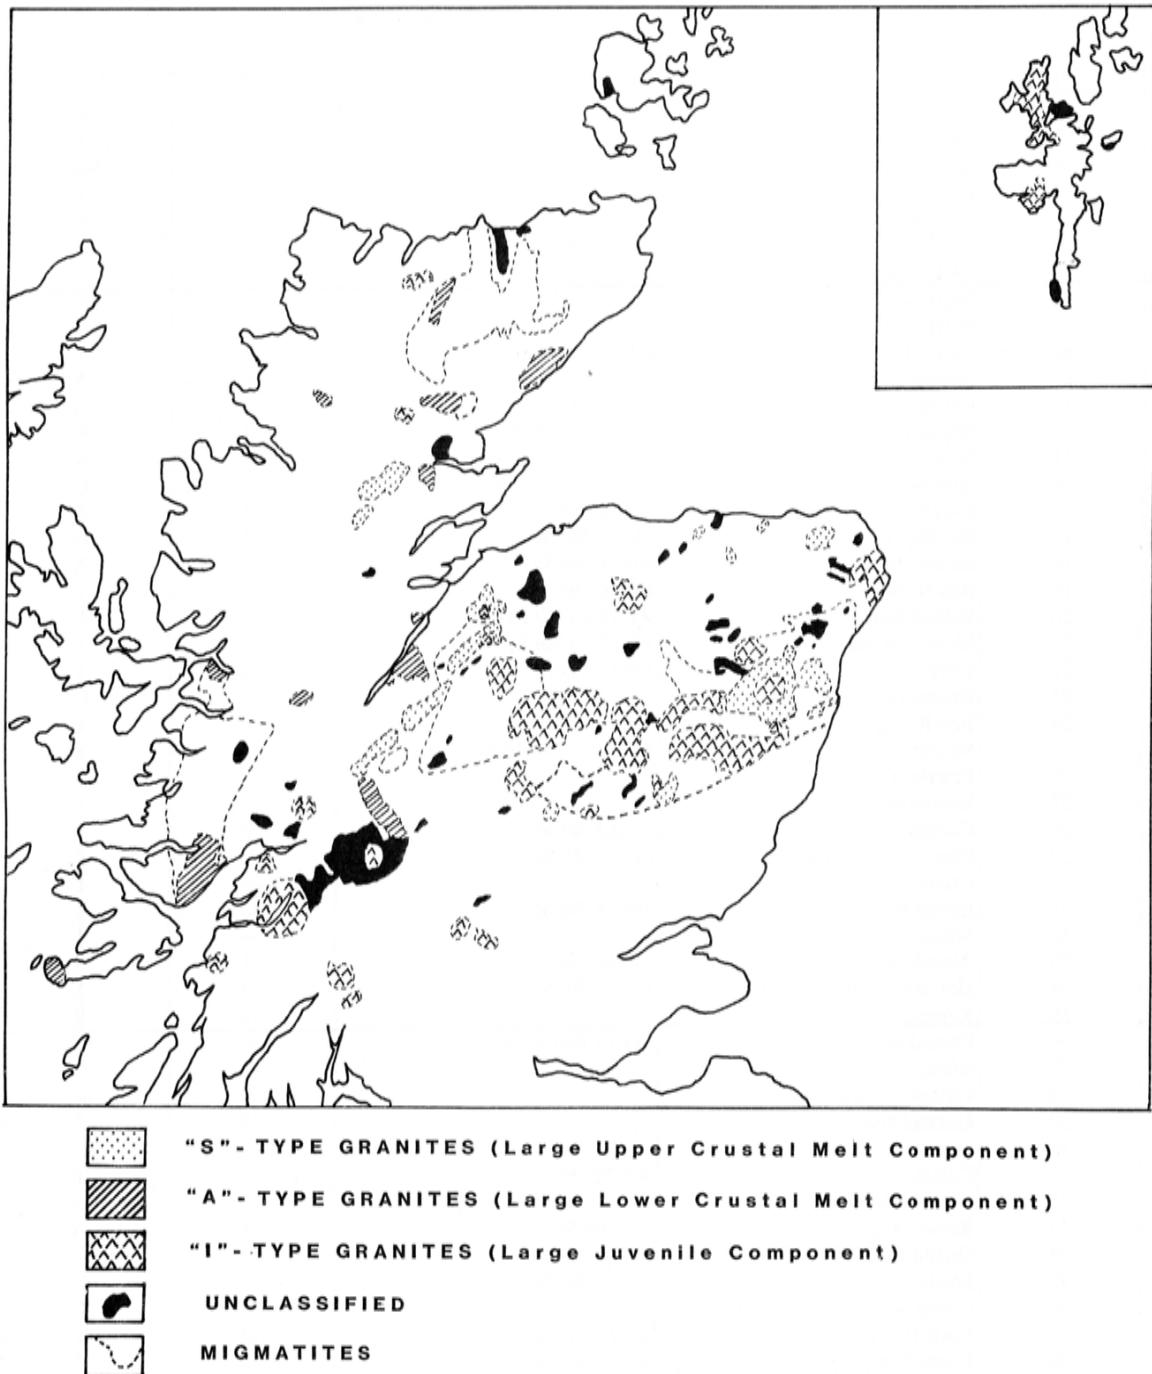 "S"- TYPE GRANITES (Large Upper Crustal Melt Component)
"A"- TYPE GRANITES (Large Lower Crustal Melt Component)
"I"- TYPE GRANITES (Large Juvenile Component)
UNCLASSIFIED
MIGMATITES